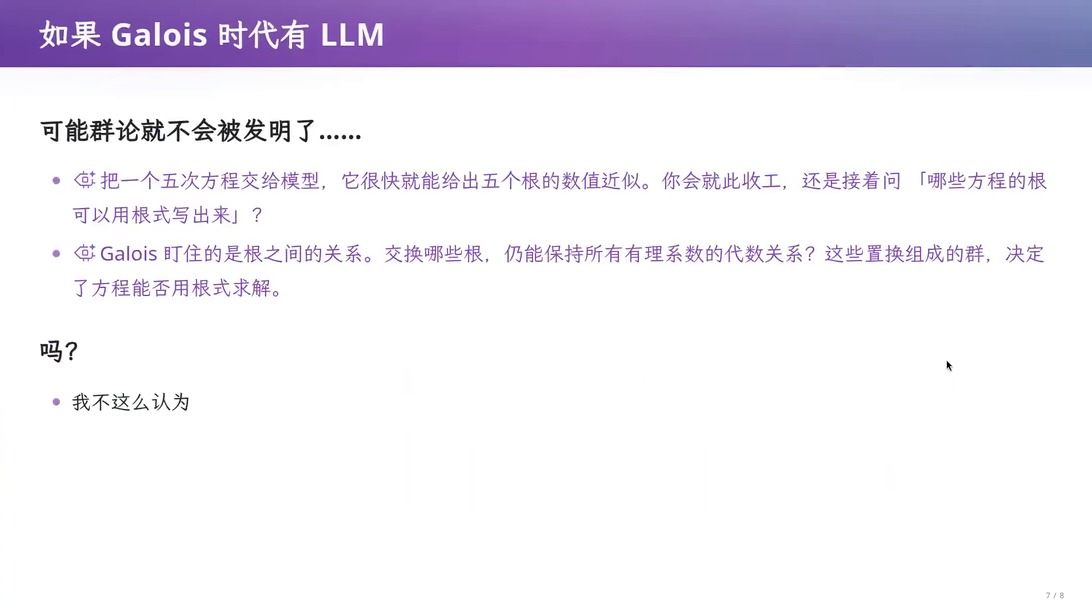 如果 Galois 时代有 LLM
可能群论就不会被发明了……
把一个五次方程交给模型，它很快就能给出五个根的数值近似。你会就此收工，还是接着问「哪些方程的根
可以用根式写出来」？
Galois 盯住的是根之间的关系。交换哪些根，仍能保持所有有理系数的代数关系？这些置换组成的群，决定
了方程能否用根式求解。
吗？
我不这么认为
7 / 8